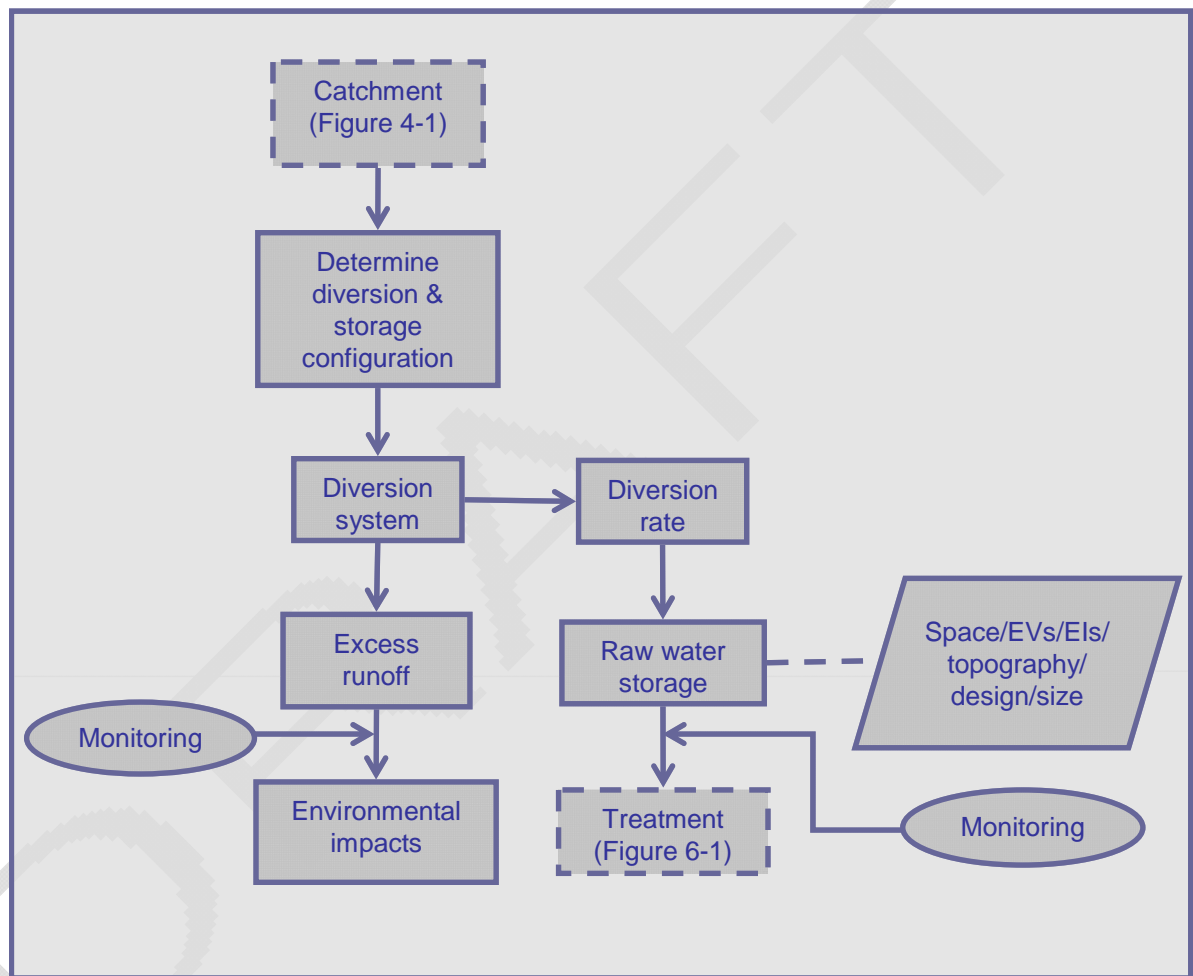 Catchment
(Figure 4-1)
Determine
diversion &
storage
configuration
Diversion
system
Diversion
rate
Excess
runoff
Raw water
storage
Space/EVs/EIs/
topography/
design/size
Monitoring
Environmental
impacts
Treatment
(Figure 6-1)
Monitoring
DRAFT